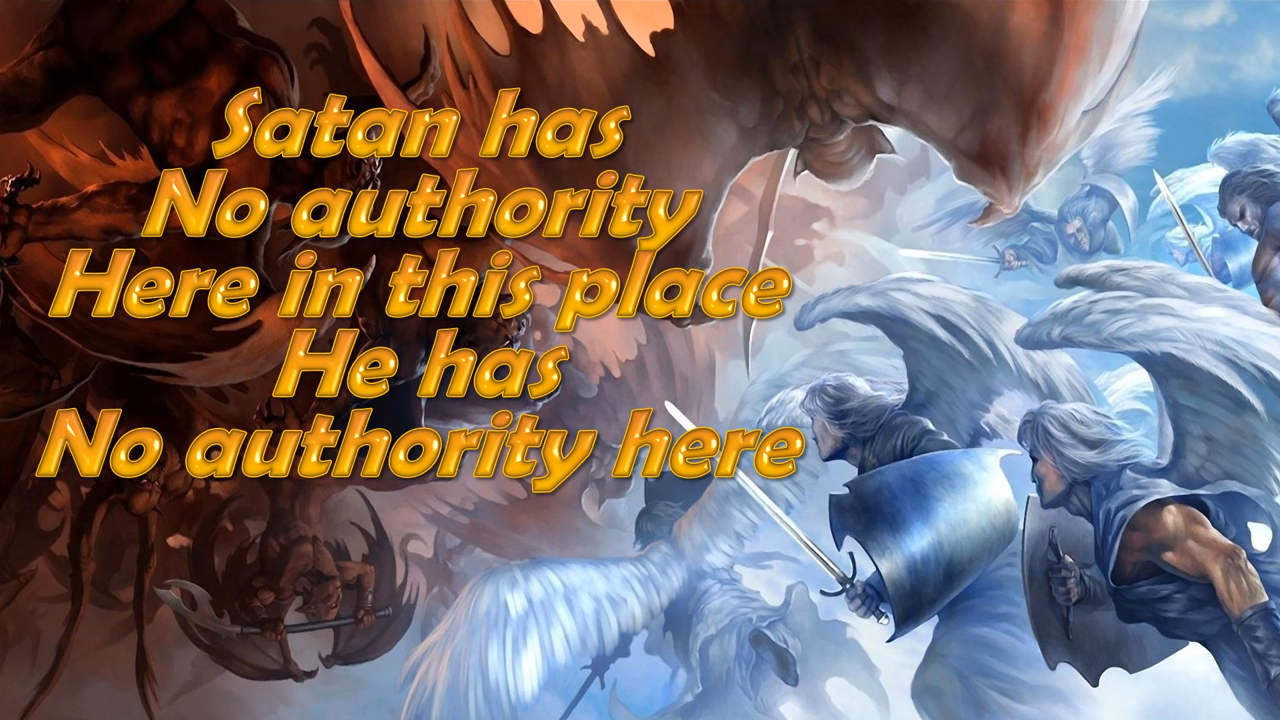 Satan has
No authority
Here in this place
He has
No authority here